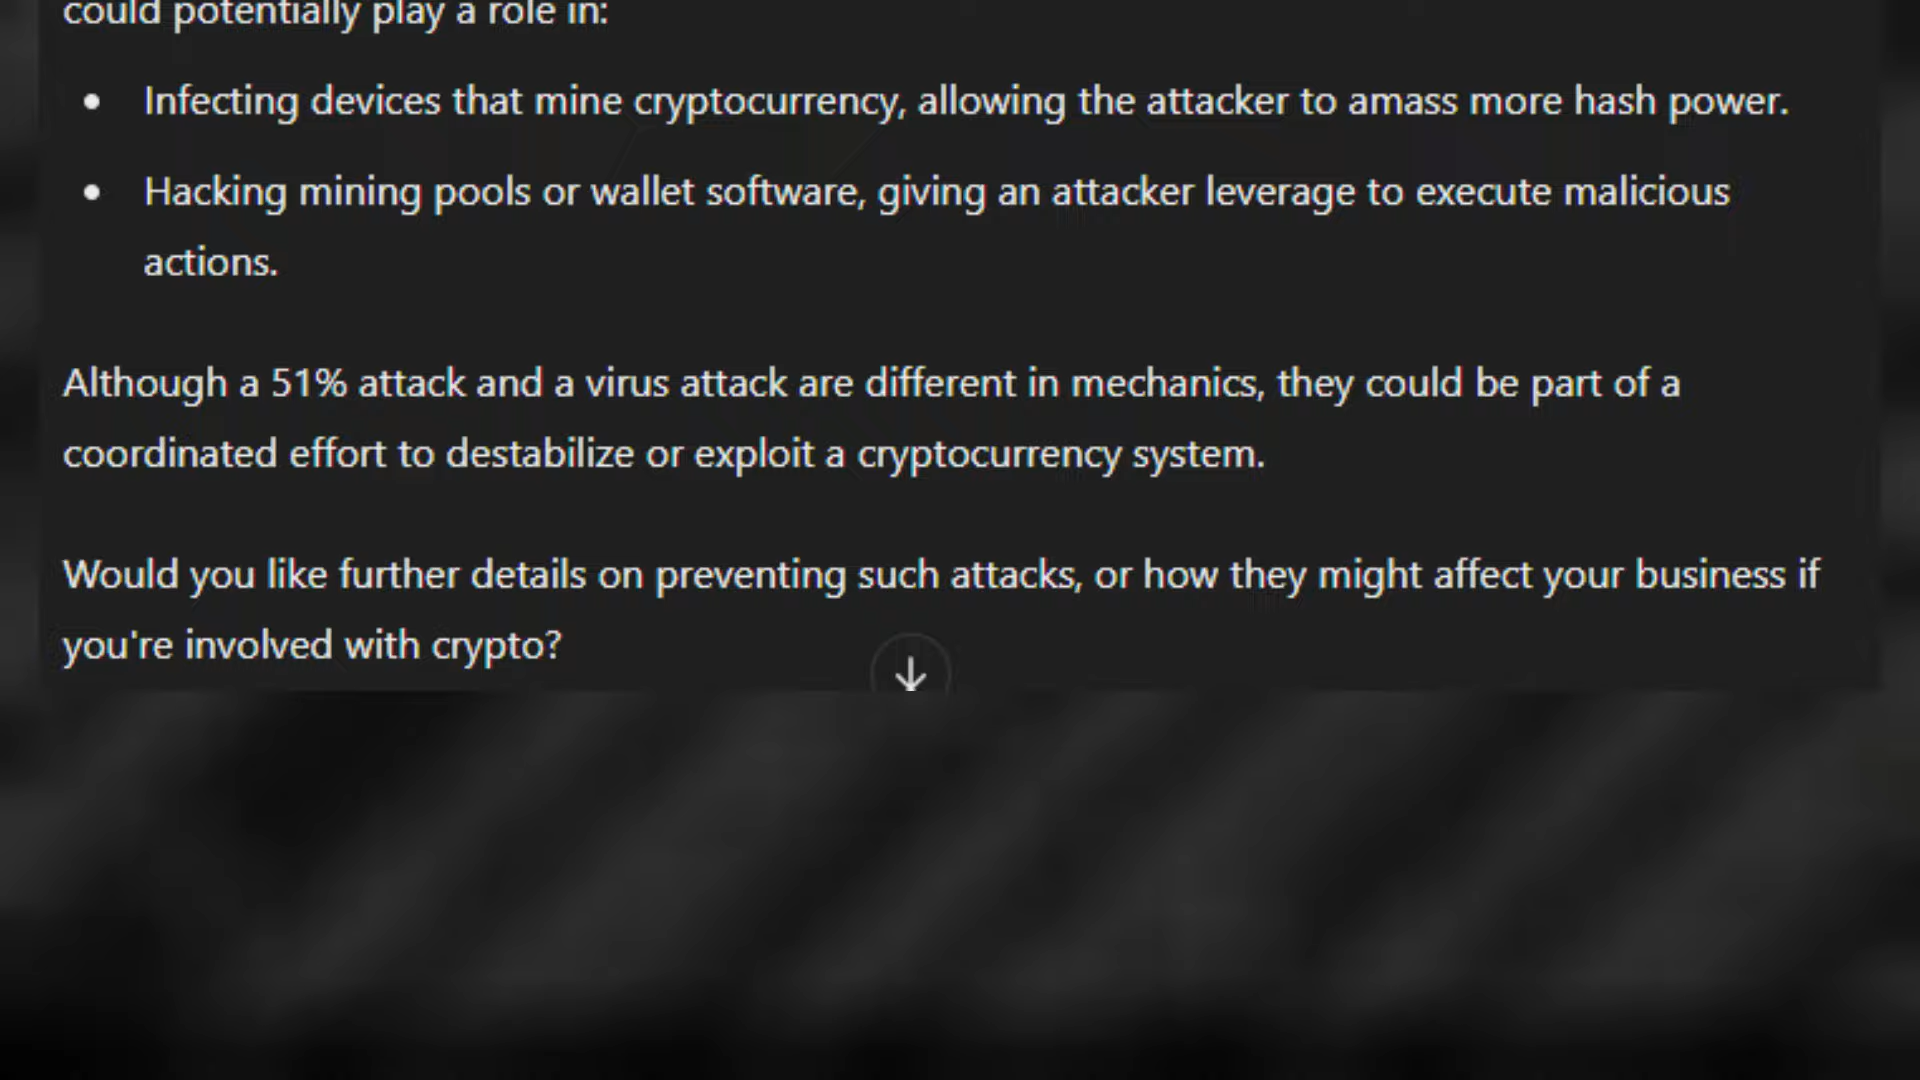 could potentially play a role in:
• Infecting devices that mine cryptocurrency, allowing the attacker to amass more hash power.
• Hacking mining pools or wallet software, giving an attacker leverage to execute malicious
actions.
Although a 51% attack and a virus attack are different in mechanics, they could be part of a
coordinated effort to destabilize or exploit a cryptocurrency system.
Would you like further details on preventing such attacks, or how they might affect your business if
you're involved with crypto?